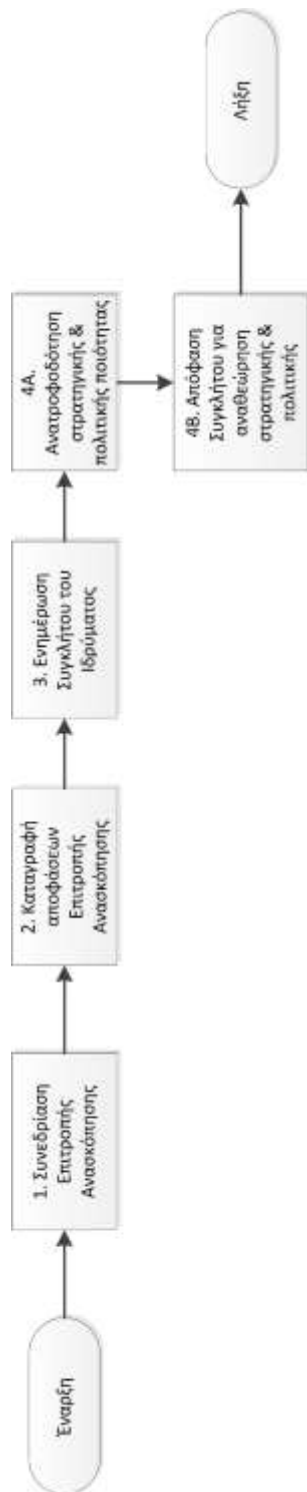 Έναρξη
1. Συνεδρίαση
Επιτροπής
Ανασκόπησης
2. Καταγραφή
αποφάσεων
Επιτροπής
Ανασκόπησης
3. Ενημέρωση
Συγκλήτου του
Ιδρύματος
4Α.
Ανατροφοδότηση
στρατηγικής &
πολιτικής ποιότητας
4Β. Απόφαση
Συγκλήτου για
αναθεώρηση
στρατηγικής &
πολιτικής
Λήξη